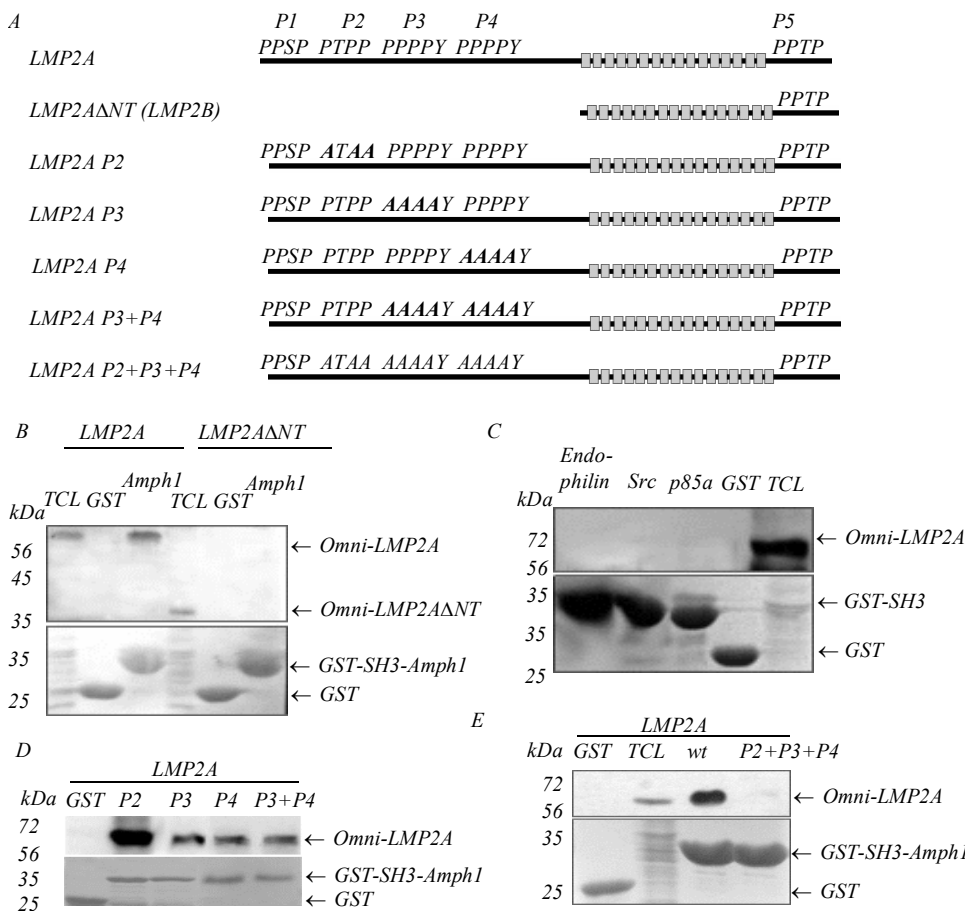 A
P1 P2 P3 P4 P5
PPSP PTPP PPPPY PPPPY PPTP
LMP2A
PPTP
LMP2AΔNT (LMP2B)
PPSP ATAA PPPPY PPPPY PPTP
LMP2A P2
PPSP PTPP AAAAY PPPPY PPTP
LMP2A P3
PPSP PTPP PPPPY AAAAY PPTP
LMP2A P4
PPSP PTPP AAAAY AAAAY PPTP
LMP2A P3+P4
PPSP ATAA AAAAY AAAAY PPTP
LMP2A P2+P3+P4
B
LMP2A LMP2AΔNT
Amph1 Amph1
TCL GST TCL GST
kDa
56
45
35
← Omni-LMP2A
← Omni-LMP2AΔNT
35
25
← GST-SH3-Amph1
← GST
C
Endo-
philin Src p85a GST TCL
kDa
72
56
← Omni-LMP2A
35
35
25
← GST-SH3
← GST
D
LMP2A
kDa GST P2 P3 P4 P3+P4
72
56
← Omni-LMP2A
35
25
← GST-SH3-Amph1
← GST
E
LMP2A
kDa GST TCL wt P2+P3+P4
72
56
← Omni-LMP2A
35
25
← GST-SH3-Amph1
← GST